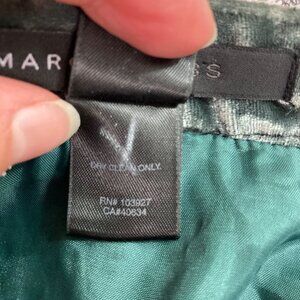 MAR
S
DRY CLEAN ONLY.
RN# 103927
CA#40634